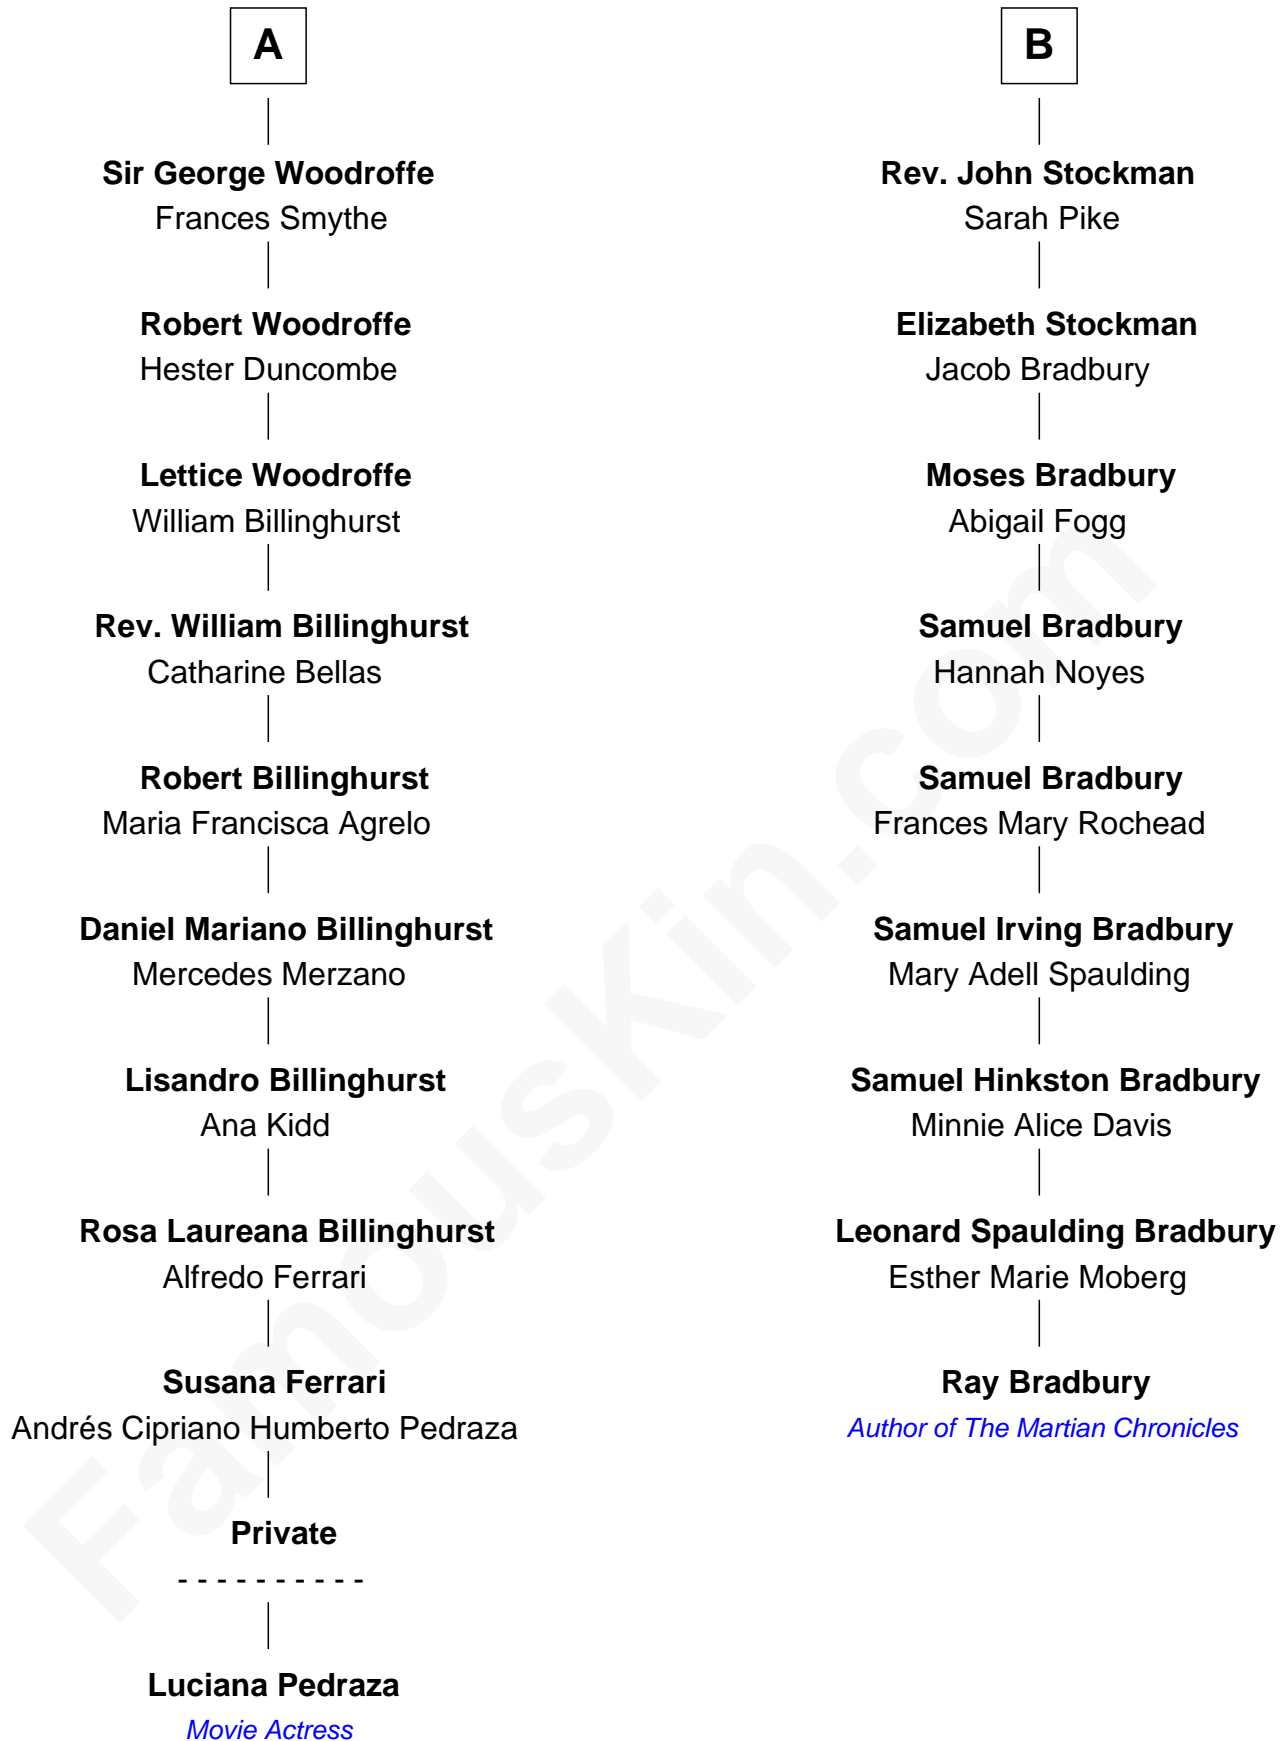 A
Sir George Woodroffe
Frances Smythe
Robert Woodroffe
Hester Duncombe
Lettice Woodroffe
William Billinghurst
Rev. William Billinghurst
Catharine Bellas
Robert Billinghurst
Maria Francisca Agrelo
Daniel Mariano Billinghurst
Mercedes Merzano
Lisandro Billinghurst
Ana Kidd
Rosa Laureana Billinghurst
Alfredo Ferrari
Susana Ferrari
Andrés Cipriano Humberto Pedraza
Private
- - - - - - - - - -
Luciana Pedraza
Movie Actress
B
Rev. John Stockman
Sarah Pike
Elizabeth Stockman
Jacob Bradbury
Moses Bradbury
Abigail Fogg
Samuel Bradbury
Hannah Noyes
Samuel Bradbury
Frances Mary Rochead
Samuel Irving Bradbury
Mary Adell Spaulding
Samuel Hinkston Bradbury
Minnie Alice Davis
Leonard Spaulding Bradbury
Esther Marie Moberg
Ray Bradbury
Author of The Martian Chronicles
FamousKin.com